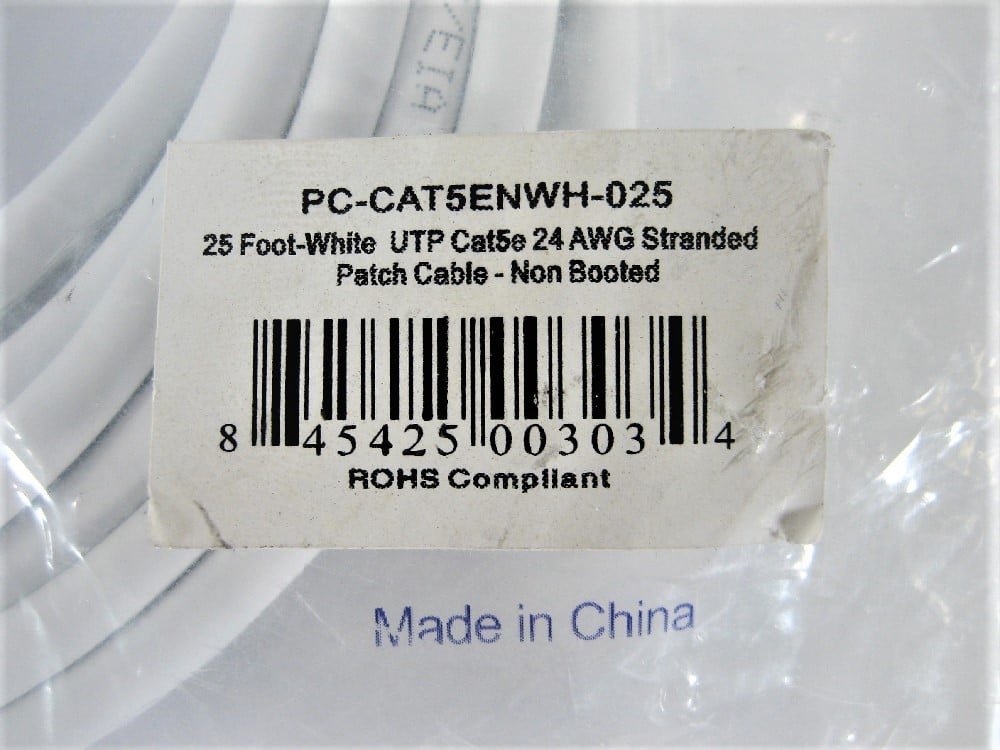 /EIA
PC-CAT5ENWH-025
25 Foot-White UTP Cat5e 24 AWG Stranded
Patch Cable - Non Booted
8 45425 00303 4
ROHS Compliant
Made in China